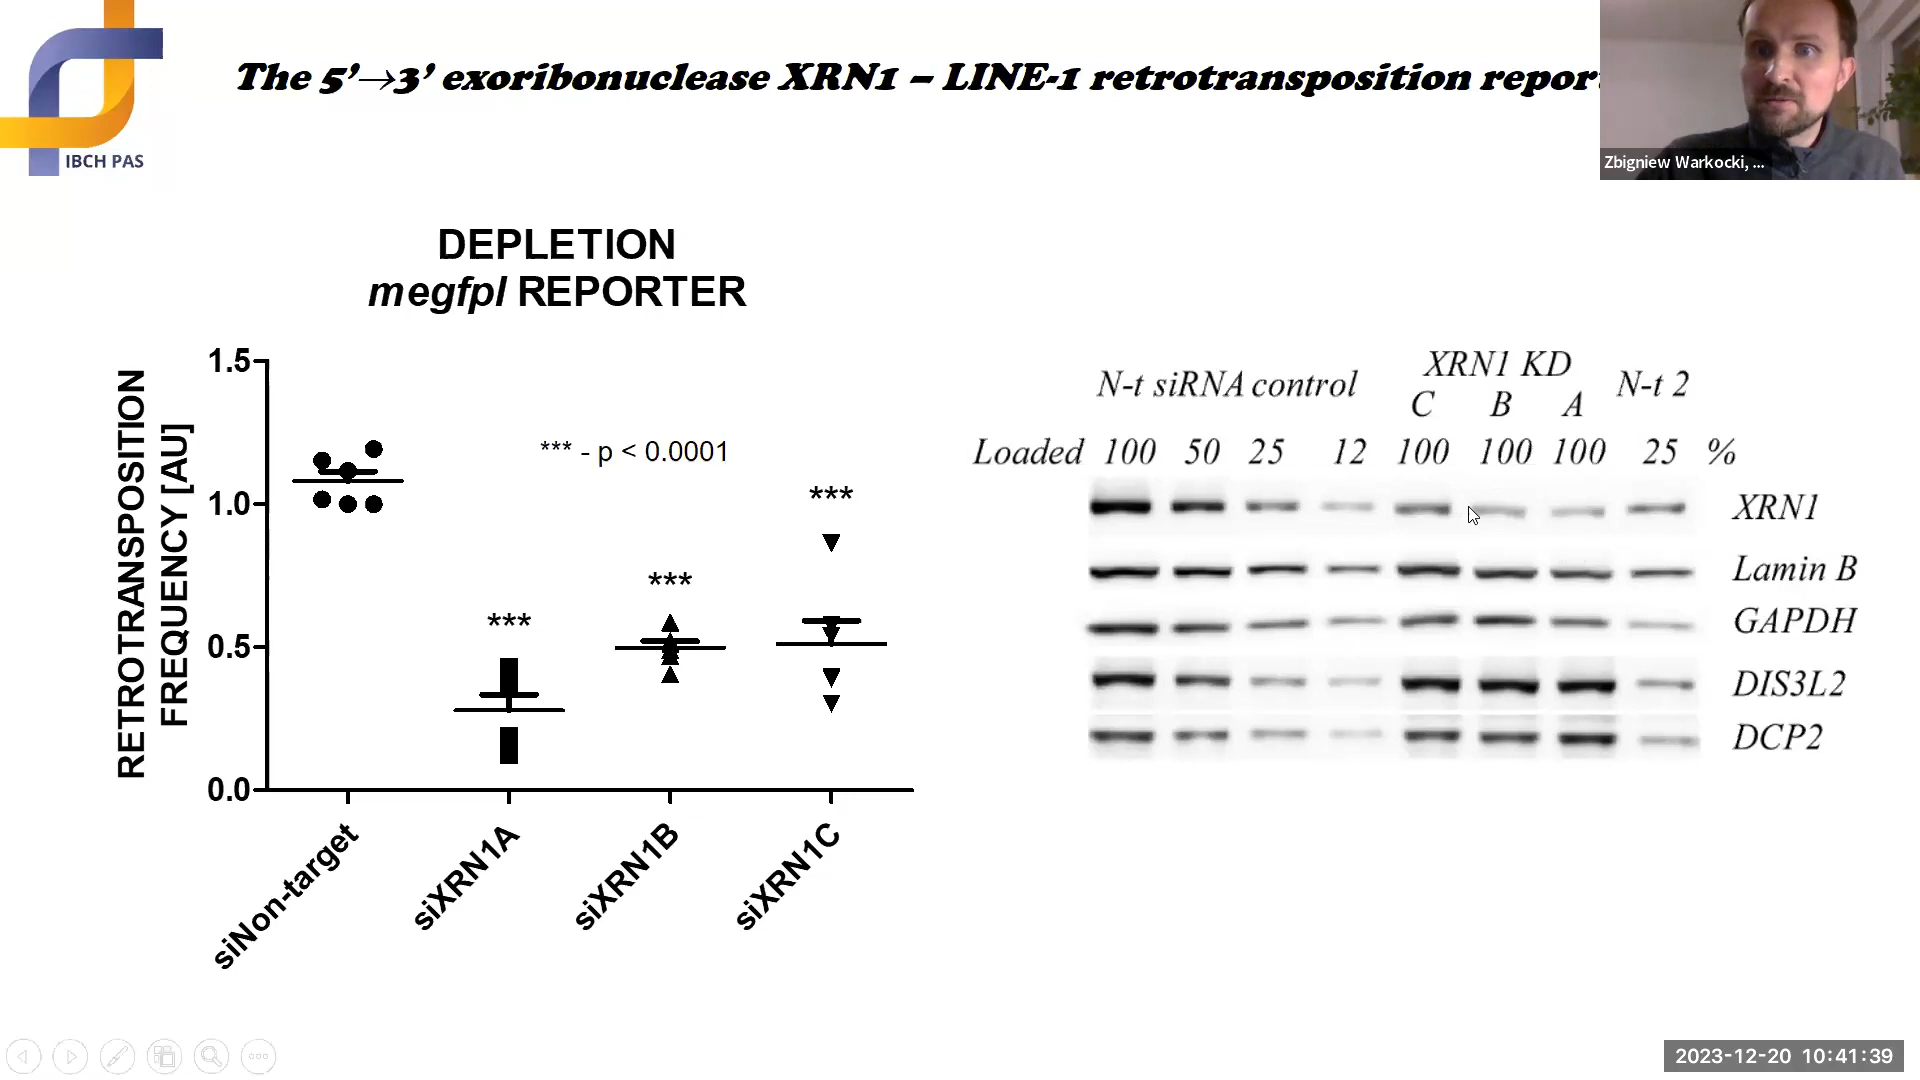 The 5’→3’ exoribonuclease XRN1 – LINE-1 retrotransposition repor
IBCH PAS
Zbigniew Warkocki, ...
DEPLETION
megfpI REPORTER
RETROTRANSPOSITION
FREQUENCY [AU]
1.5
1.0
0.5
0.0
*** - p < 0.0001
***
***
***
siNon-target
siXRN1A
siXRN1B
siXRN1C
N-t siRNA control
XRN1 KD
N-t 2
C B A
Loaded 100 50 25 12 100 100 100 25 %
XRN1
Lamin B
GAPDH
DIS3L2
DCP2
2023-12-20 10:41:39